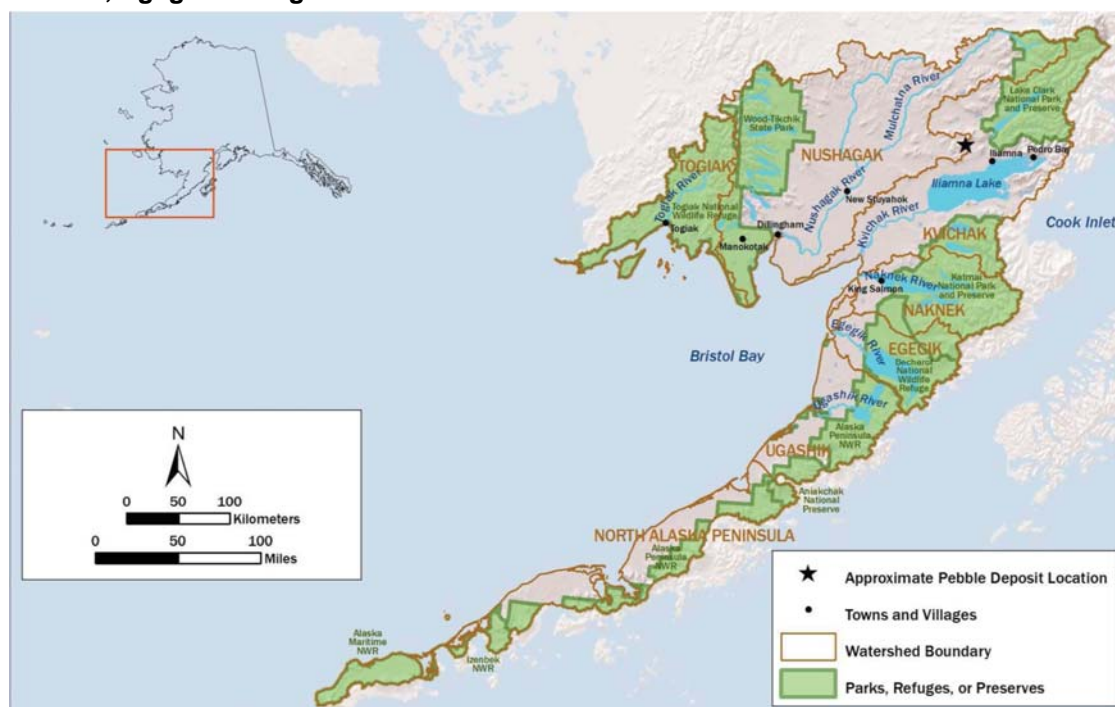 Lake Clark
National Park
and Preserve
Mulchatna River
Wood-Tikchik
State Park
NUSHAGAK
Iliamna
Pedro Bay
TOGIAK
Iliamna Lake
Togiak River
Togiak National
Wildlife Refuge
Nushagak River
New Stuyahok
Kvichak River
Cook Inlet
Togiak
Dillingham
Manokotak
KVICHAK
Naknek River
Katmai
National Park
and Preserve
King Salmon
NAKNEK
Egegik River
EGEGIK
Becharof
National
Wildlife
Refuge
Bristol Bay
Ugashik River
Alaska
Peninsula
NWR
UGASHIK
Aniakchak
National
Preserve
NORTH ALASKA PENINSULA
Alaska
Peninsula
NWR
Alaska
Maritime
NWR
Izenbek
NWR
N
0 50 100
Kilometers
0 50 100
Miles
Approximate Pebble Deposit Location
Towns and Villages
Watershed Boundary
Parks, Refuges, or Preserves